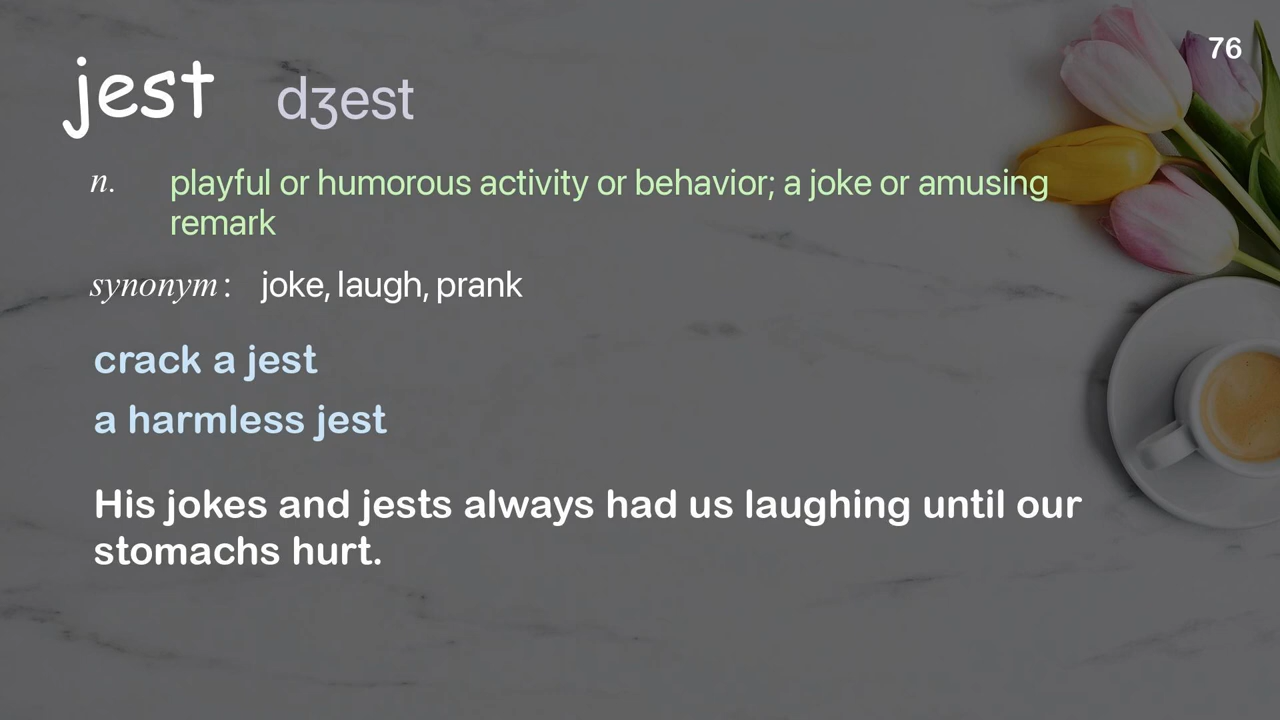 76
jest dʒest
n. playful or humorous activity or behavior; a joke or amusing
remark
synonym: joke, laugh, prank
crack a jest
a harmless jest
His jokes and jests always had us laughing until our
stomachs hurt.